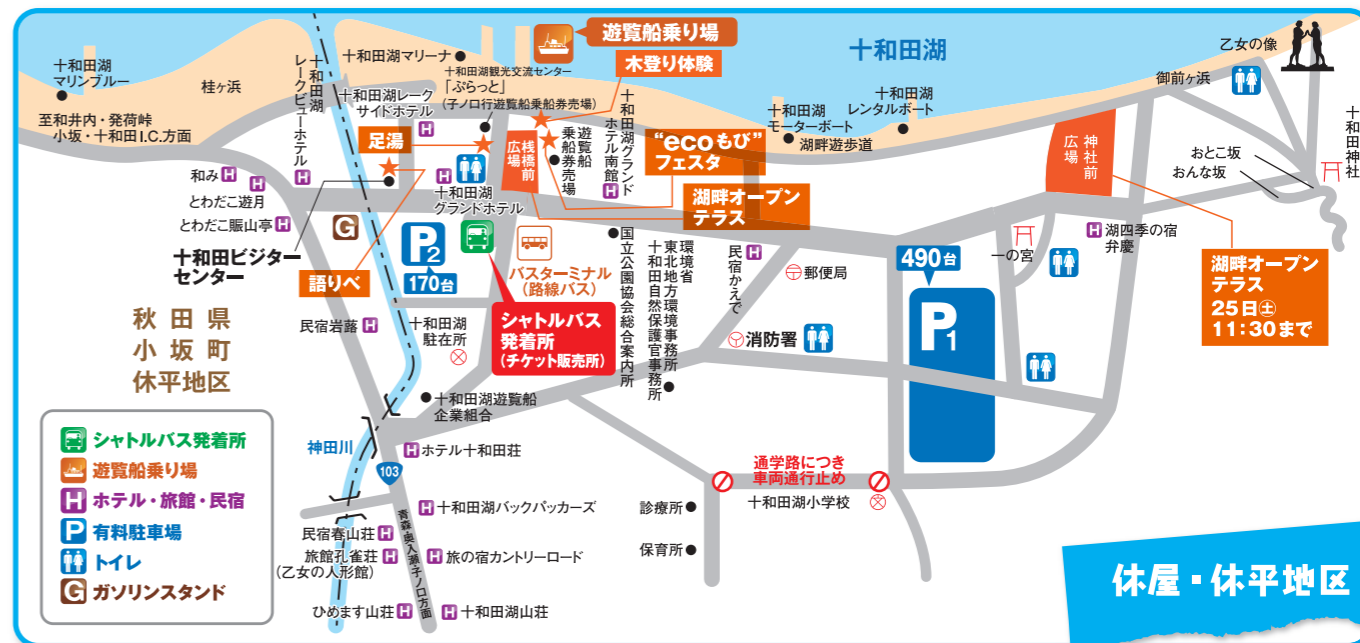 十和田湖
遊覧船乗り場
木登り体験
十和田湖マリーナ
十和田湖観光交流センター
「ぷらっと」
(子ノ口行遊覧船乗船券売場)
十和田湖
マリンブルー
桂ヶ浜
至和井内・発荷峠
小坂・十和田I.C.方面
十和田湖
レークビューホテル
十和田湖レーク
サイドホテル
H
足湯
桟橋前
広場
遊覧船
乗船券売場
十和田湖グランド
ホテル南館
H
“ecoもび”
フェスタ
湖畔オープン
テラス
十和田湖
モーターボート
十和田湖
レンタルボート
湖畔遊歩道
御前ヶ浜
乙女の像
神社前
広場
十和田神社
おとこ坂
おんな坂
和み H
H
とわだこ遊月
とわだこ賑山亭 H
H
H
十和田湖
グランドホテル
十和田ビジター
センター
G
語りべ
P2
170台
バスターミナル
(路線バス)
シャトルバス
発着所
(チケット販売所)
国立公園協会総合案内所
環境省
東北地方環境事務所
十和田自然保護官事務所
民宿かえで
H
郵便局
消防署
490台
P1
一の宮
H 湖四季の宿
弁慶
湖畔オープン
テラス
25日㊏
11:30まで
秋田県
小坂町
休平地区
民宿岩蕗 H
十和田湖
駐在所
十和田湖遊覧船
企業組合
神田川
103
H ホテル十和田荘
青森・奥入瀬・子ノ口方面
H 十和田湖バックパッカーズ
民宿春山荘 H
旅館孔雀荘 H
(乙女の人形館)
H 旅の宿カントリーロード
ひめます山荘 H
H 十和田湖山荘
通学路につき
車両通行止め
十和田湖小学校
診療所
保育所
シャトルバス発着所
遊覧船乗り場
H ホテル・旅館・民宿
P 有料駐車場
トイレ
G ガソリンスタンド
休屋・休平地区